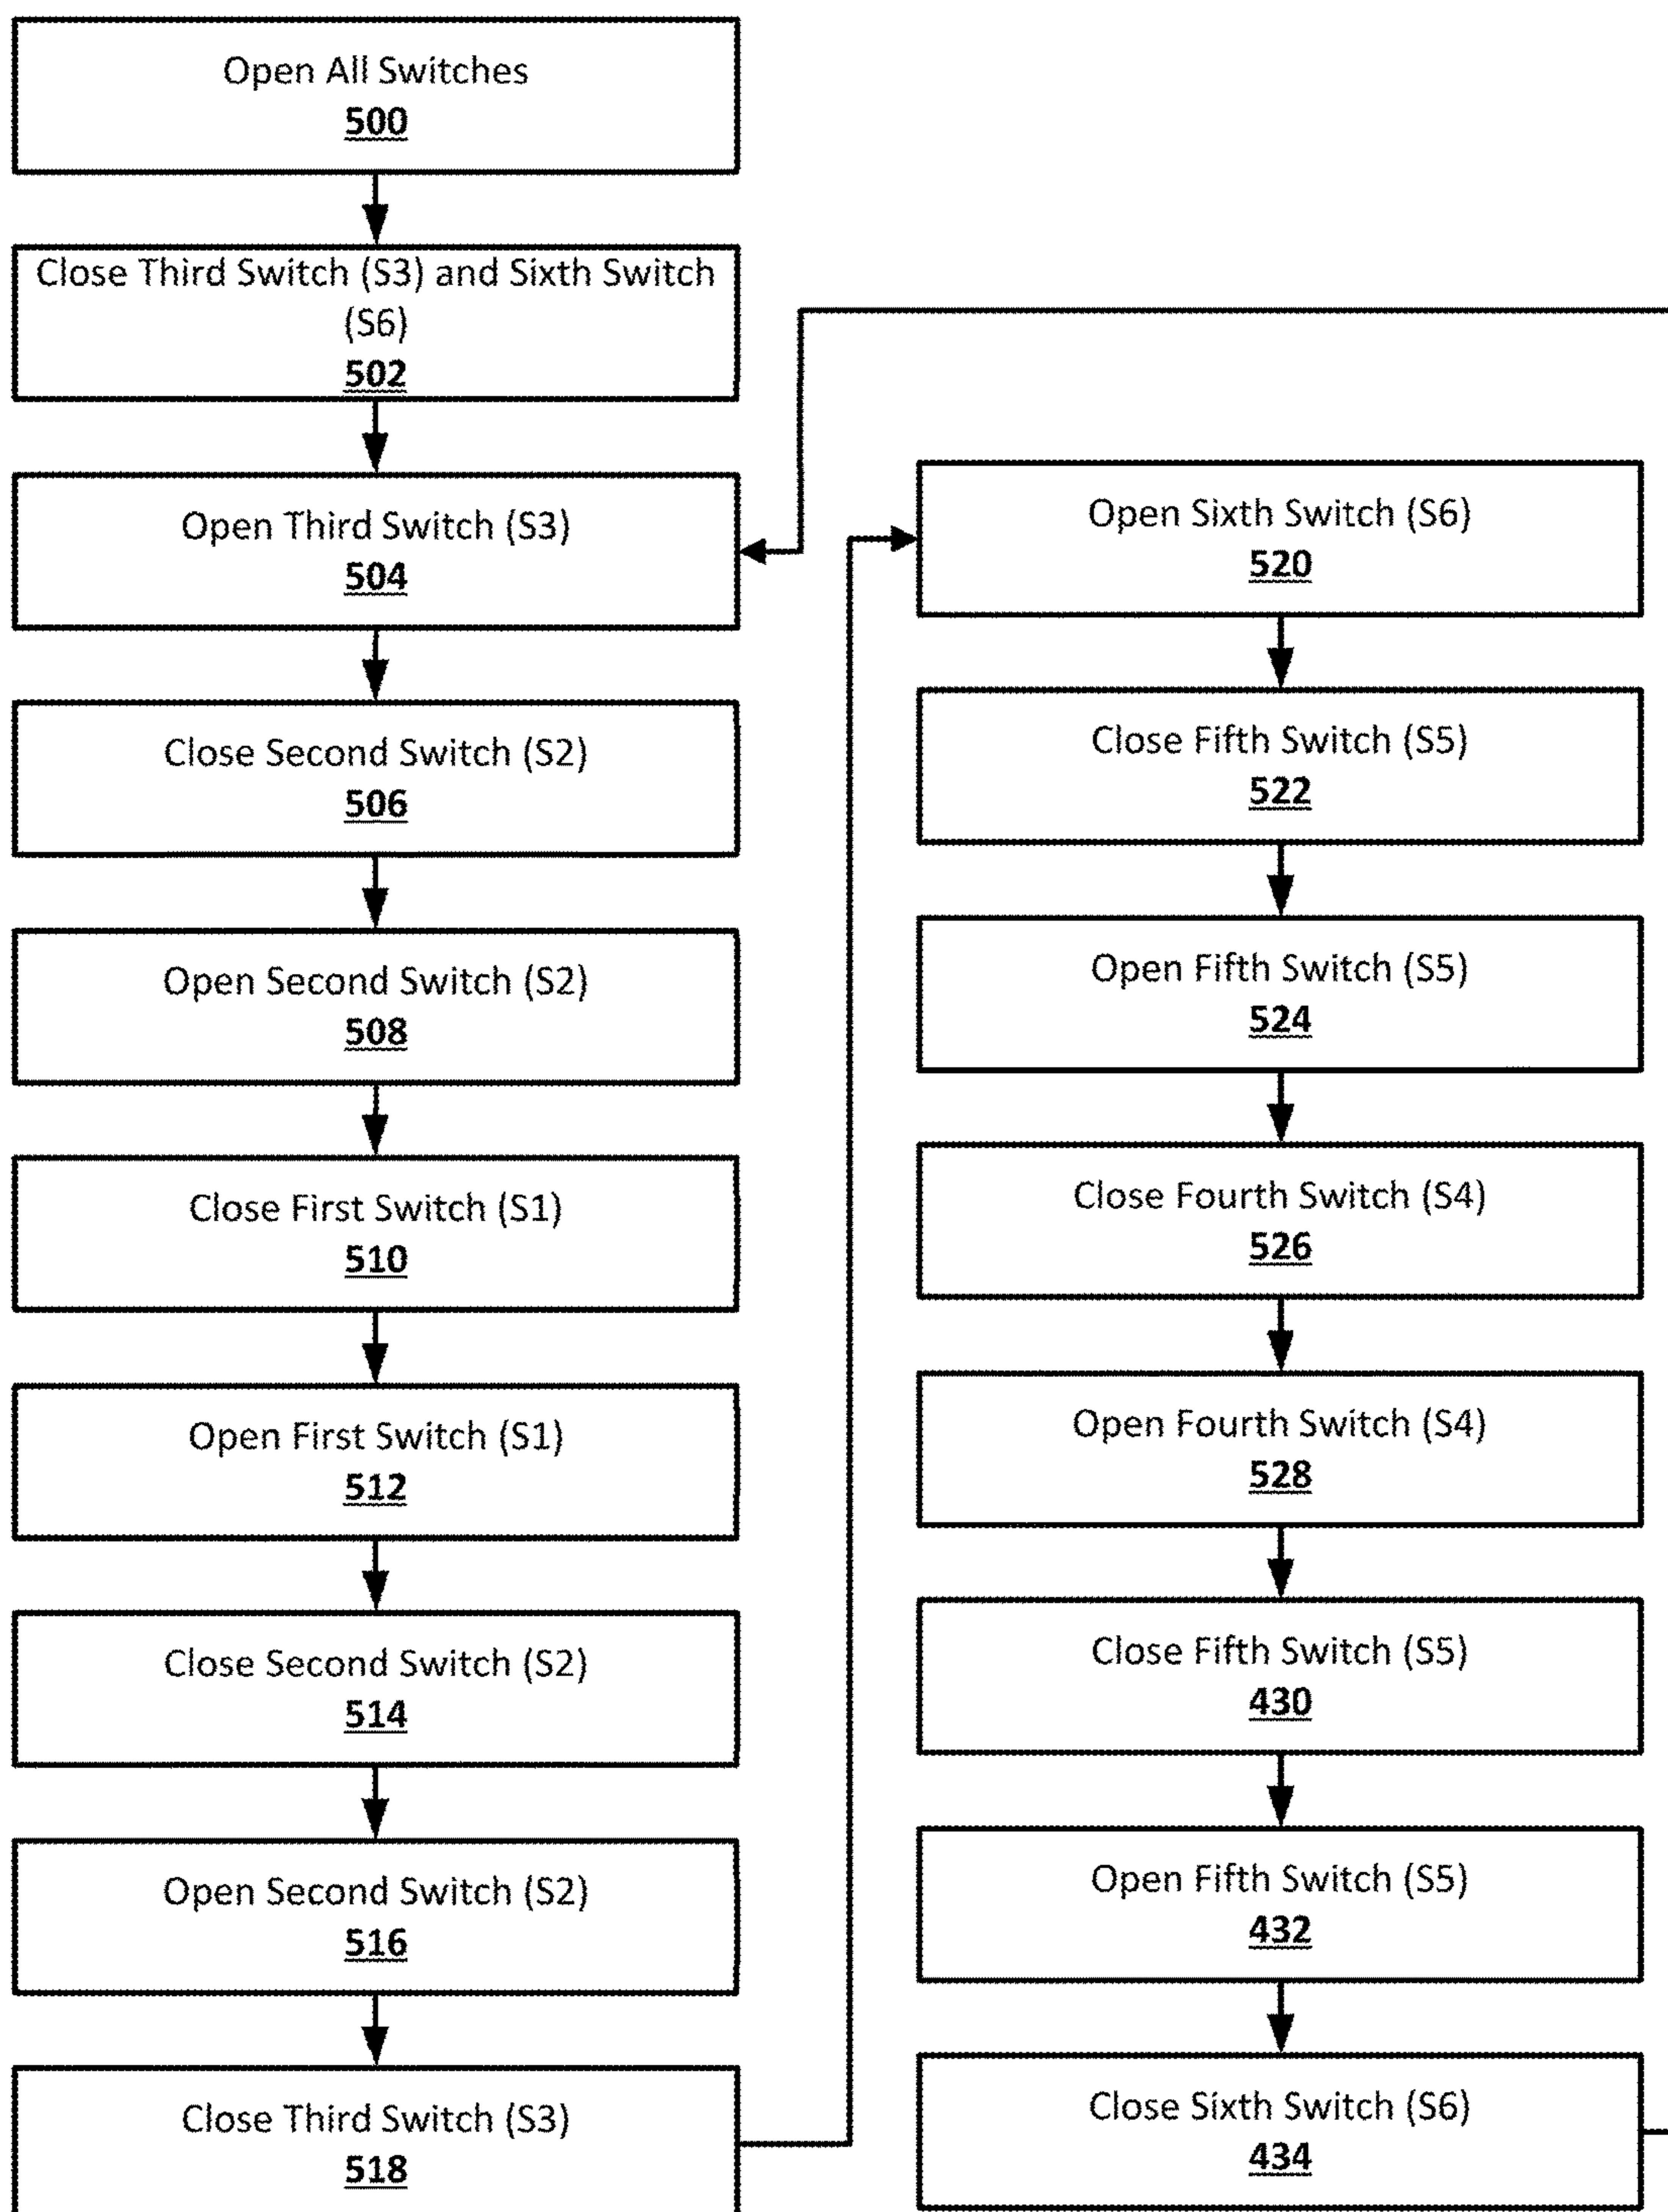 Open All Switches
500
Close Third Switch (S3) and Sixth Switch
(S6)
502
Open Third Switch (S3)
504
Close Second Switch (S2)
506
Open Second Switch (S2)
508
Close First Switch (S1)
510
Open First Switch (S1)
512
Close Second Switch (S2)
514
Open Second Switch (S2)
516
Close Third Switch (S3)
518
Open Sixth Switch (S6)
520
Close Fifth Switch (S5)
522
Open Fifth Switch (S5)
524
Close Fourth Switch (S4)
526
Open Fourth Switch (S4)
528
Close Fifth Switch (S5)
430
Open Fifth Switch (S5)
432
Close Sixth Switch (S6)
434